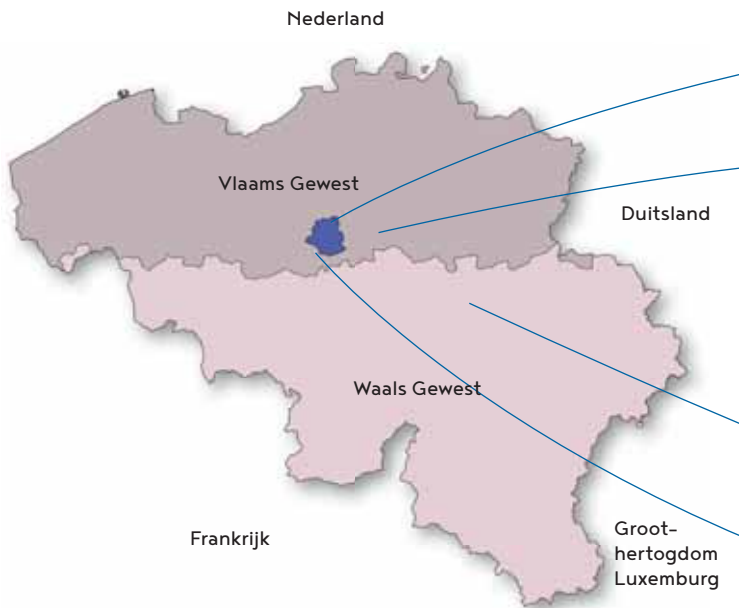 Nederland
Vlaams Gewest
Duitsland
Waals Gewest
Frankrijk
Groot-
hertogdom
Luxemburg